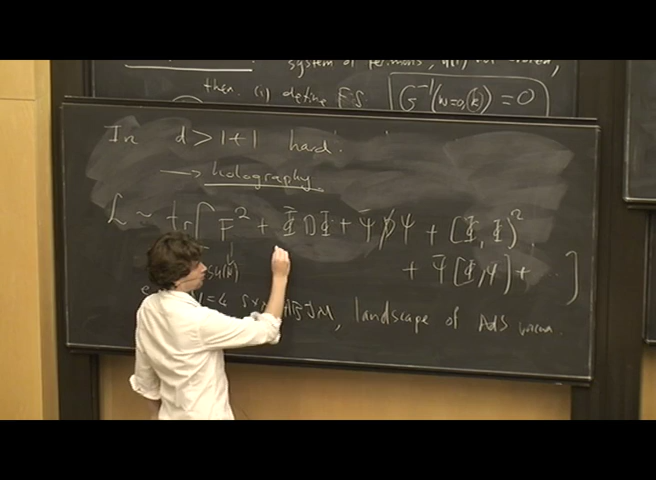 system of fermions,
then. (i) define F.S. G⁻¹(w=0,(k)) = 0
In d > 1+1 hard.
→ holography
L ~ tr [ F² + Φ̄ D Φ + Ψ̄ D̸ Ψ + [Φ, Φ]²
+ Ψ̄ [Φ, Ψ] + ... ]
su(N)
N=4 SYM, ABJM, landscape of AdS vacua.